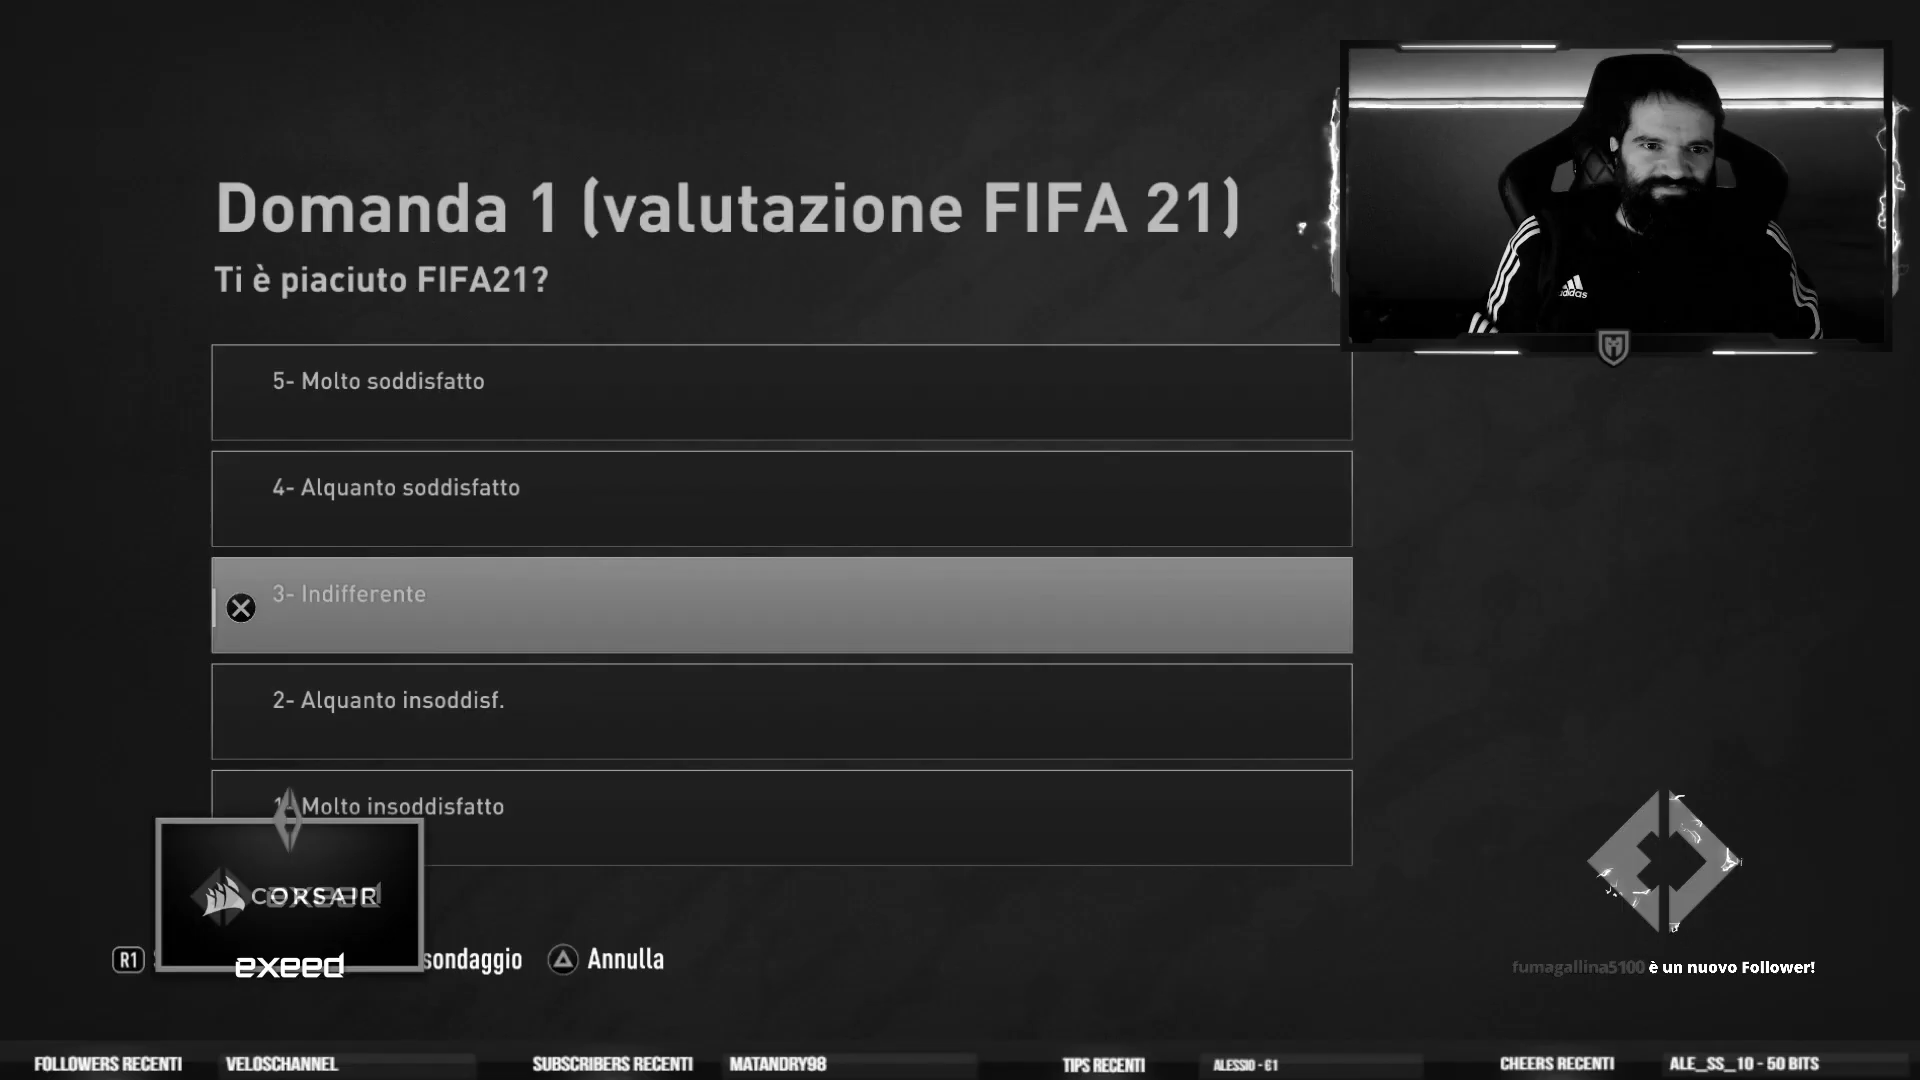 Domanda 1 (valutazione FIFA 21)
Ti è piaciuto FIFA21?
adidas
5- Molto soddisfatto
4- Alquanto soddisfatto
3- Indifferente
2- Alquanto insoddisf.
Molto insoddisfatto
CORSAIR
exeed
R1
sondaggio
Annulla
fumagallina5100 è un nuovo Follower!
FOLLOWERS RECENTI VELOSCHANNEL SUBSCRIBERS RECENTI MATANDRY98 TIPS RECENTI ALESSIO - €1 CHEERS RECENTI ALE_SS_10 - 50 BITS